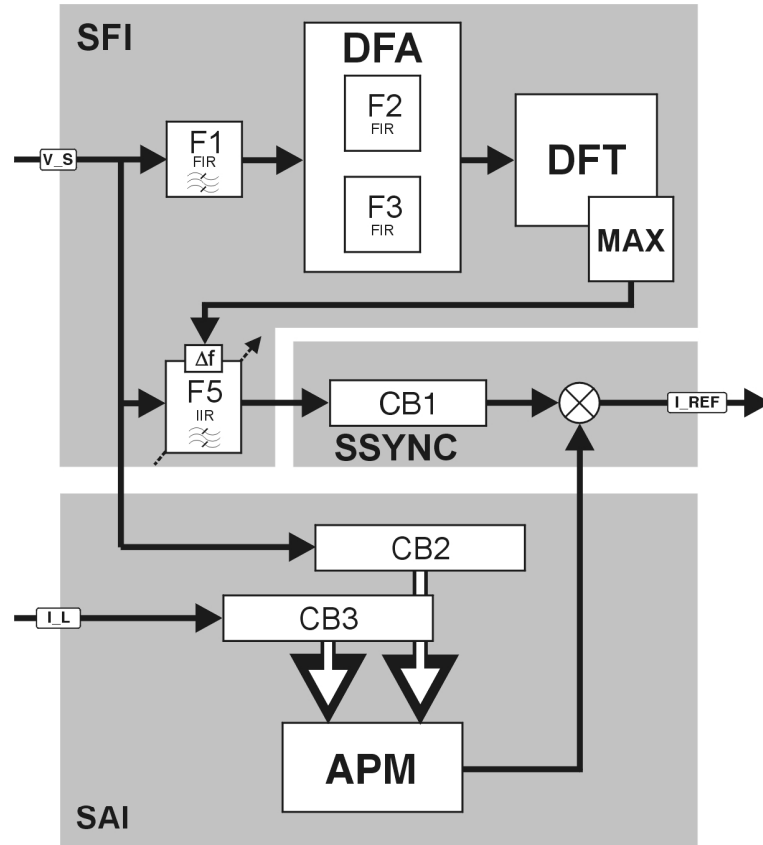 SFI
DFA
F2
FIR
F3
FIR
V_S
F1
FIR
DFT
MAX
Δf
F5
IIR
CB1
SSYNC
I_REF
CB2
I_L
CB3
APM
SAI